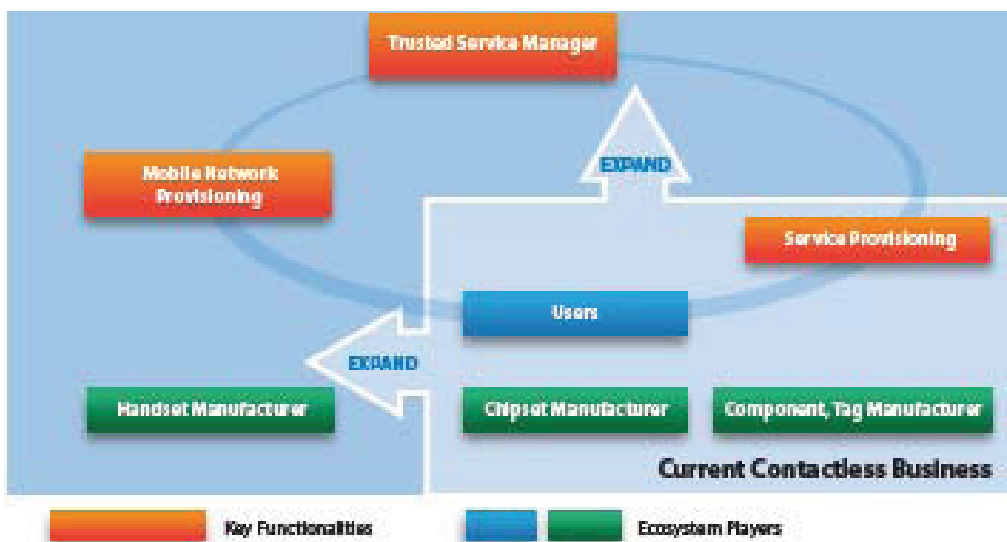 Trusted Service Manager
EXPAND
Mobile Network
Provisioning
Service Provisioning
Users
EXPAND
Handset Manufacturer
Chipset Manufacturer
Component, Tag Manufacturer
Current Contactless Business
Key Functionalities
Ecosystem Players